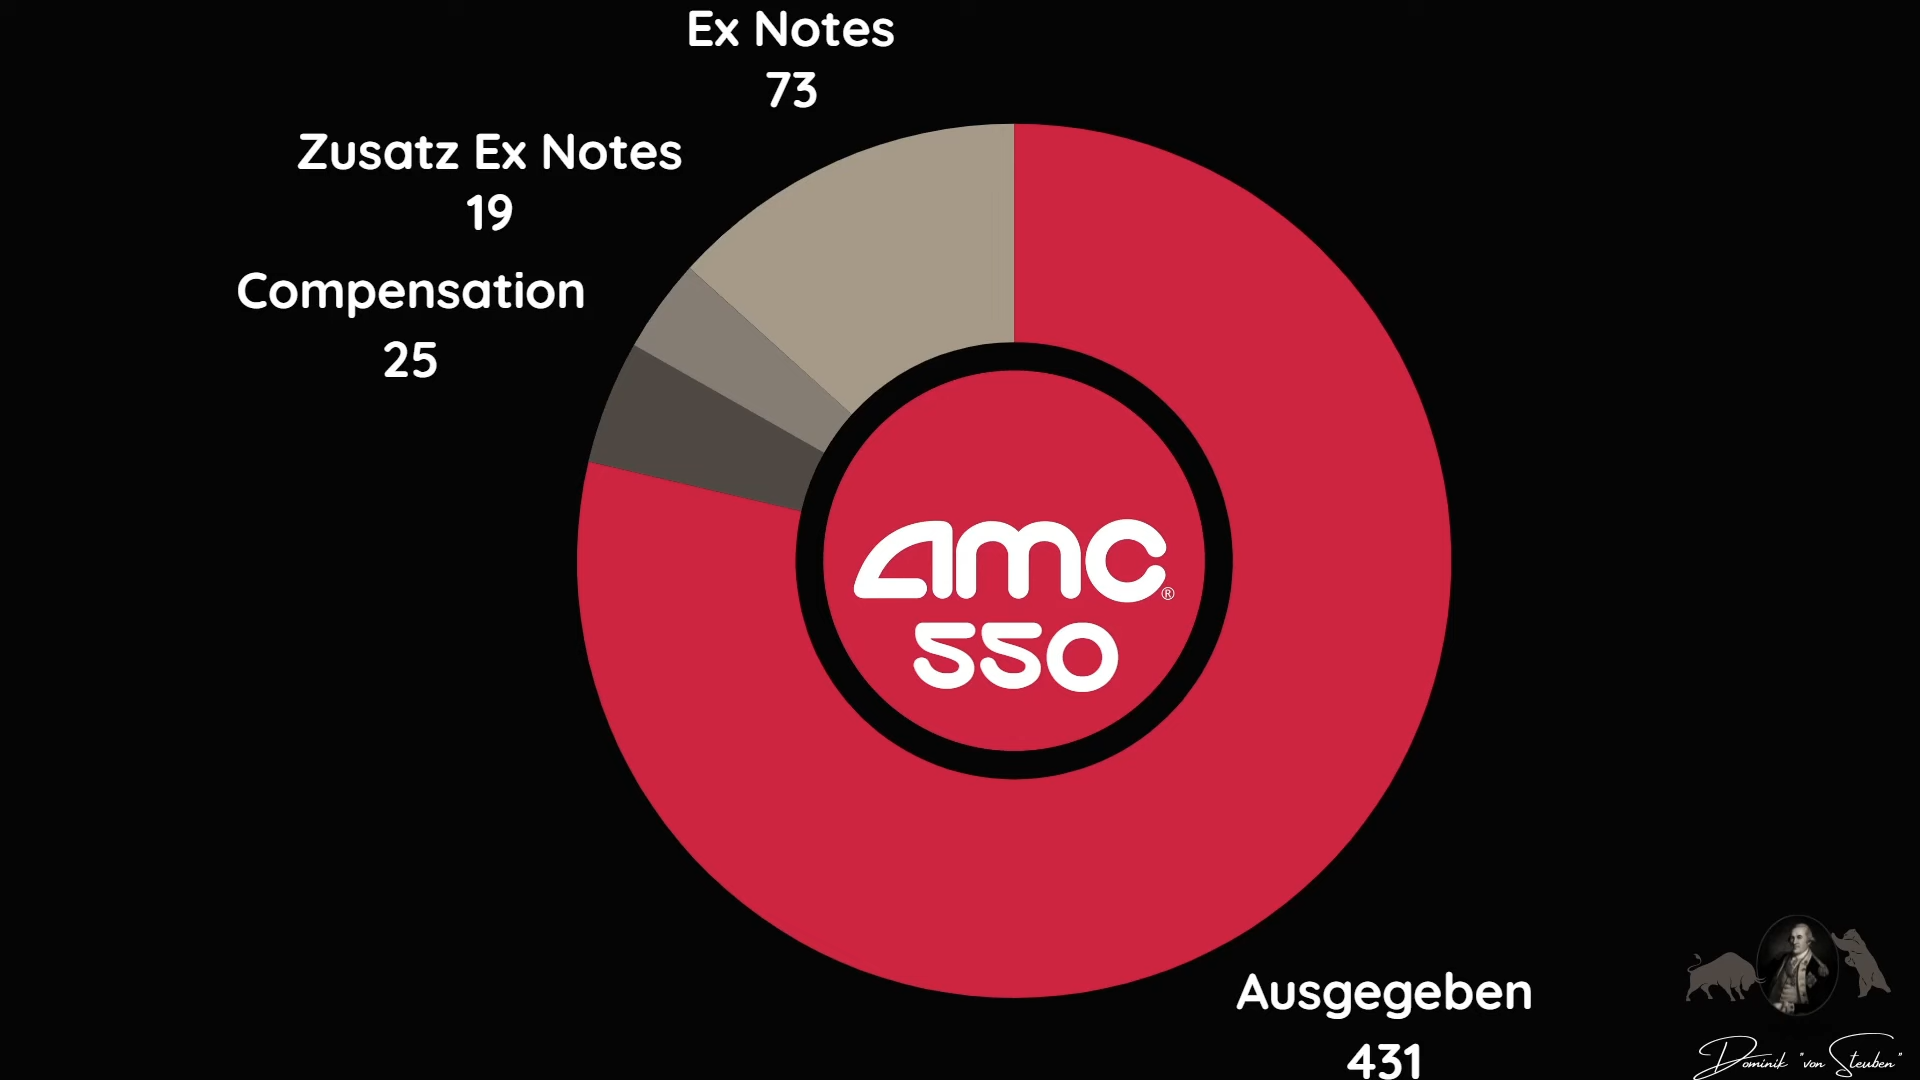 Ex Notes
73
Zusatz Ex Notes
19
Compensation
25
amc®
550
Ausgegeben
431
Dominik "von Steuben"